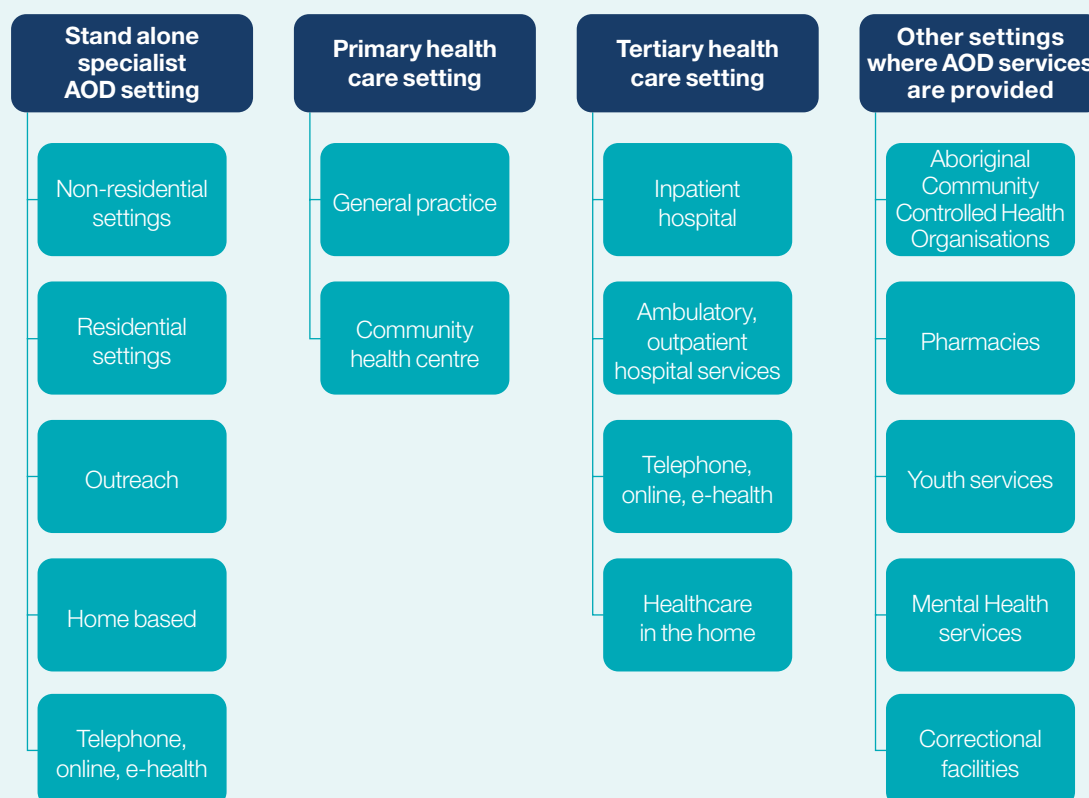 Stand alone
specialist
AOD setting
Non-residential
settings
Residential
settings
Outreach
Home based
Telephone,
online, e-health
Primary health
care setting
General practice
Community
health centre
Tertiary health
care setting
Inpatient
hospital
Ambulatory,
outpatient
hospital services
Telephone,
online, e-health
Healthcare
in the home
Other settings
where AOD services
are provided
Aboriginal
Community
Controlled Health
Organisations
Pharmacies
Youth services
Mental Health
services
Correctional
facilities